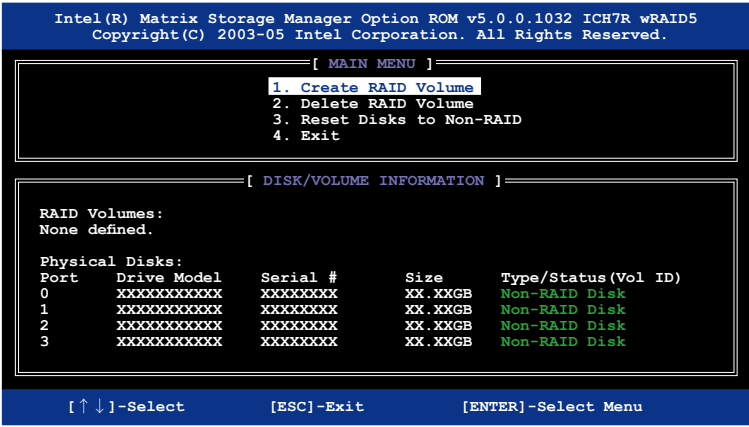 Intel(R) Matrix Storage Manager Option ROM v5.0.0.1032 ICH7R wRAID5
Copyright(C) 2003-05 Intel Corporation. All Rights Reserved.
[ MAIN MENU ]
1. Create RAID Volume
2. Delete RAID Volume
3. Reset Disks to Non-RAID
4. Exit
[ DISK/VOLUME INFORMATION ]
RAID Volumes:
None defined.
Physical Disks:
Port Drive Model Serial # Size Type/Status(Vol ID)
0 XXXXXXXXXXX XXXXXXXX XX.XXGB Non-RAID Disk
1 XXXXXXXXXXX XXXXXXXX XX.XXGB Non-RAID Disk
2 XXXXXXXXXXX XXXXXXXX XX.XXGB Non-RAID Disk
3 XXXXXXXXXXX XXXXXXXX XX.XXGB Non-RAID Disk
[↑↓]-Select [ESC]-Exit [ENTER]-Select Menu